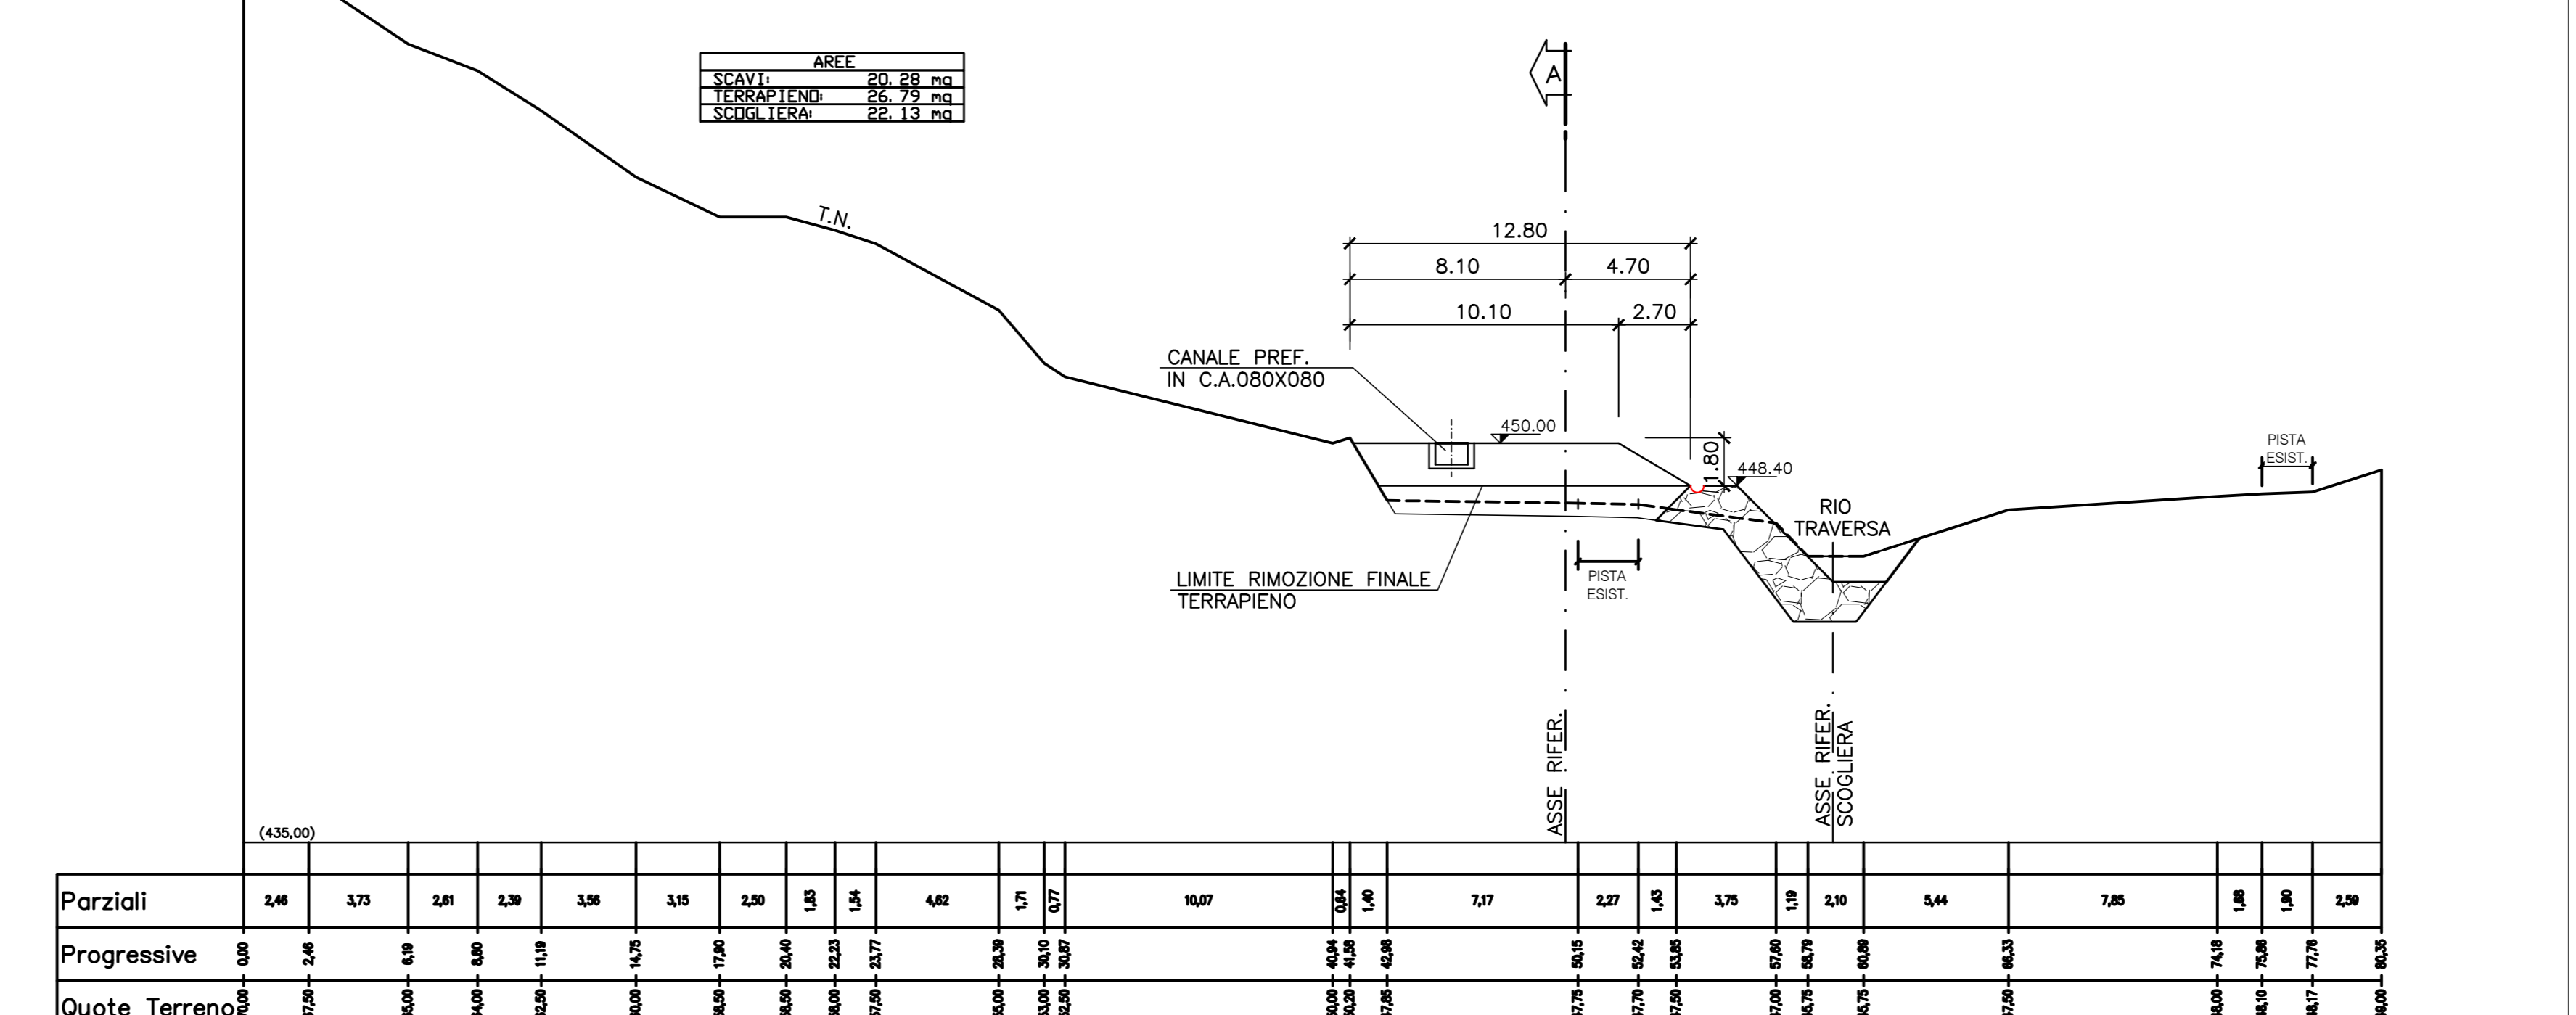 AREE
SCAVI: 20.28 mq
TERRAPIENO: 26.79 mq
SCOGLIERA: 22.13 mq
A
T.N.
12.80
8.10 4.70
10.10 2.70
CANALE PREF.
IN C.A.080X080
450.00
1.80
448.40
PISTA
ESIST.
RIO
TRAVERSA
LIMITE RIMOZIONE FINALE
TERRAPIENO
PISTA
ESIST.
ASSE RIFER.
ASSE RIFER.
SCOGLIERA
(435,00)
Parziali 2,46 3,73 2,61 2,39 3,56 3,15 2,50 1,83 1,54 4,62 1,71 0,77 10,07 0,64 1,40 7,17 2,27 1,43 3,75 1,19 2,10 5,44 7,85 1,68 1,90 2,59
Progressive 0,00 2,46 6,19 8,80 11,19 14,75 17,90 20,40 22,23 23,77 28,39 30,10 30,87 40,94 41,58 42,98 50,15 52,42 53,85 57,60 58,79 60,89 66,33 74,18 75,86 77,76 80,35
Quote Terreno